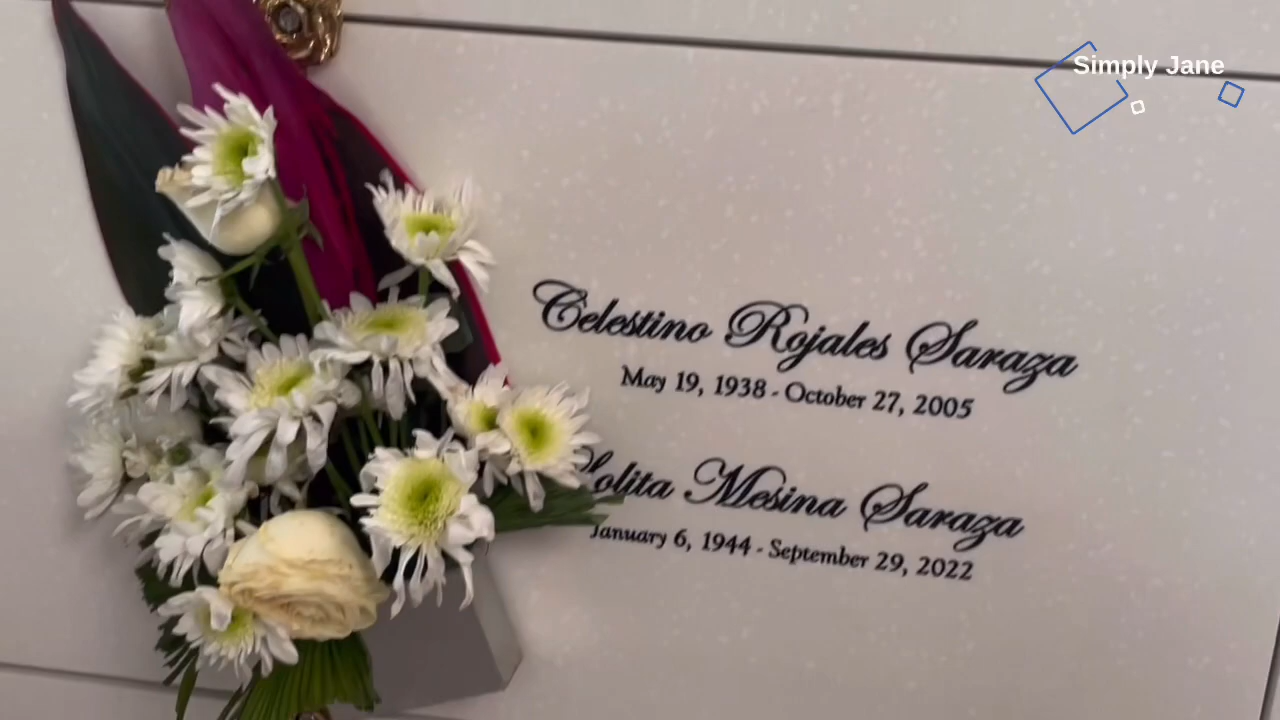 Simply Jane
Celestino Rojales Saraza
May 19, 1938 - October 27, 2005
Mesina Saraza
January 6, 1944 - September 29, 2022